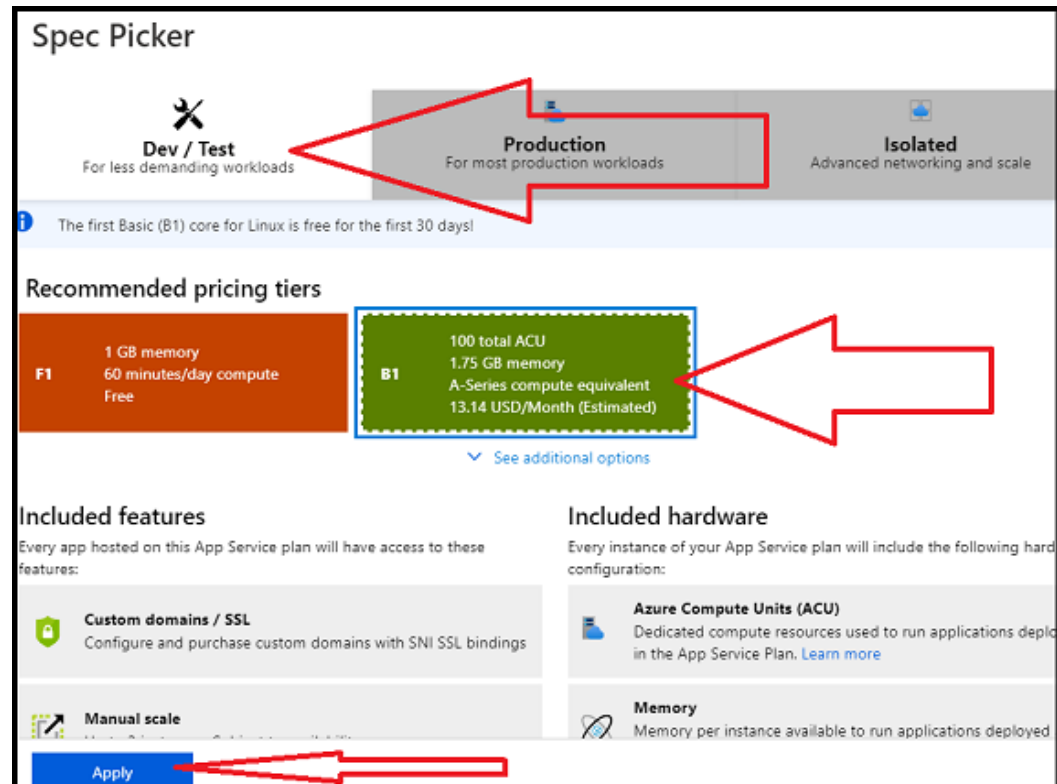 Spec Picker
Dev / Test
For less demanding workloads
Production
For most production workloads
Isolated
Advanced networking and scale
The first Basic (B1) core for Linux is free for the first 30 days!
Recommended pricing tiers
F1
1 GB memory
60 minutes/day compute
Free
B1
100 total ACU
1.75 GB memory
A-Series compute equivalent
13.14 USD/Month (Estimated)
See additional options
Included features
Every app hosted on this App Service plan will have access to these
features:
Custom domains / SSL
Configure and purchase custom domains with SNI SSL bindings
Manual scale
Included hardware
Every instance of your App Service plan will include the following hard
configuration:
Azure Compute Units (ACU)
Dedicated compute resources used to run applications deplo
in the App Service Plan. Learn more
Memory
Memory per instance available to run applications deployed
Apply